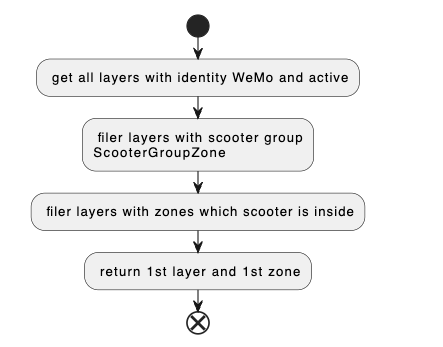 get all layers with identity WeMo and active
filer layers with scooter group
ScooterGroupZone
filer layers with zones which scooter is inside
return 1st layer and 1st zone